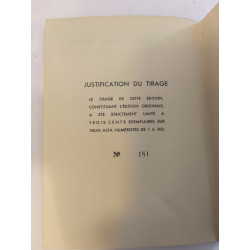 JUSTIFICATION DU TIRAGE
LE TIRAGE DE CETTE ÉDITION,
CONSTITUANT L'ÉDITION ORIGINALE,
A ÉTÉ STRICTEMENT LIMITÉ A
TROIS CENTS EXEMPLAIRES SUR
VELIN ALFA NUMÉROTÉS DE 1 A 300.
Nº 151